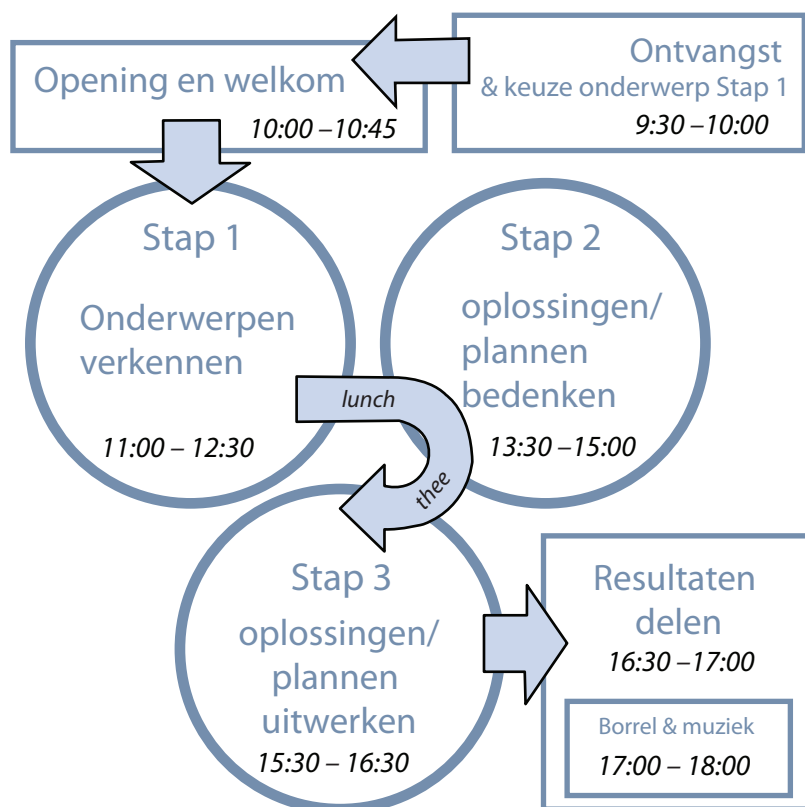 Ontvangst
& keuze onderwerp Stap 1
9:30 –10:00
Opening en welkom
10:00 –10:45
Stap 1
Onderwerpen
verkennen
11:00 – 12:30
lunch
Stap 2
oplossingen/
plannen
bedenken
13:30 –15:00
thee
Stap 3
oplossingen/
plannen
uitwerken
15:30 – 16:30
Resultaten
delen
16:30 –17:00
Borrel & muziek
17:00 – 18:00